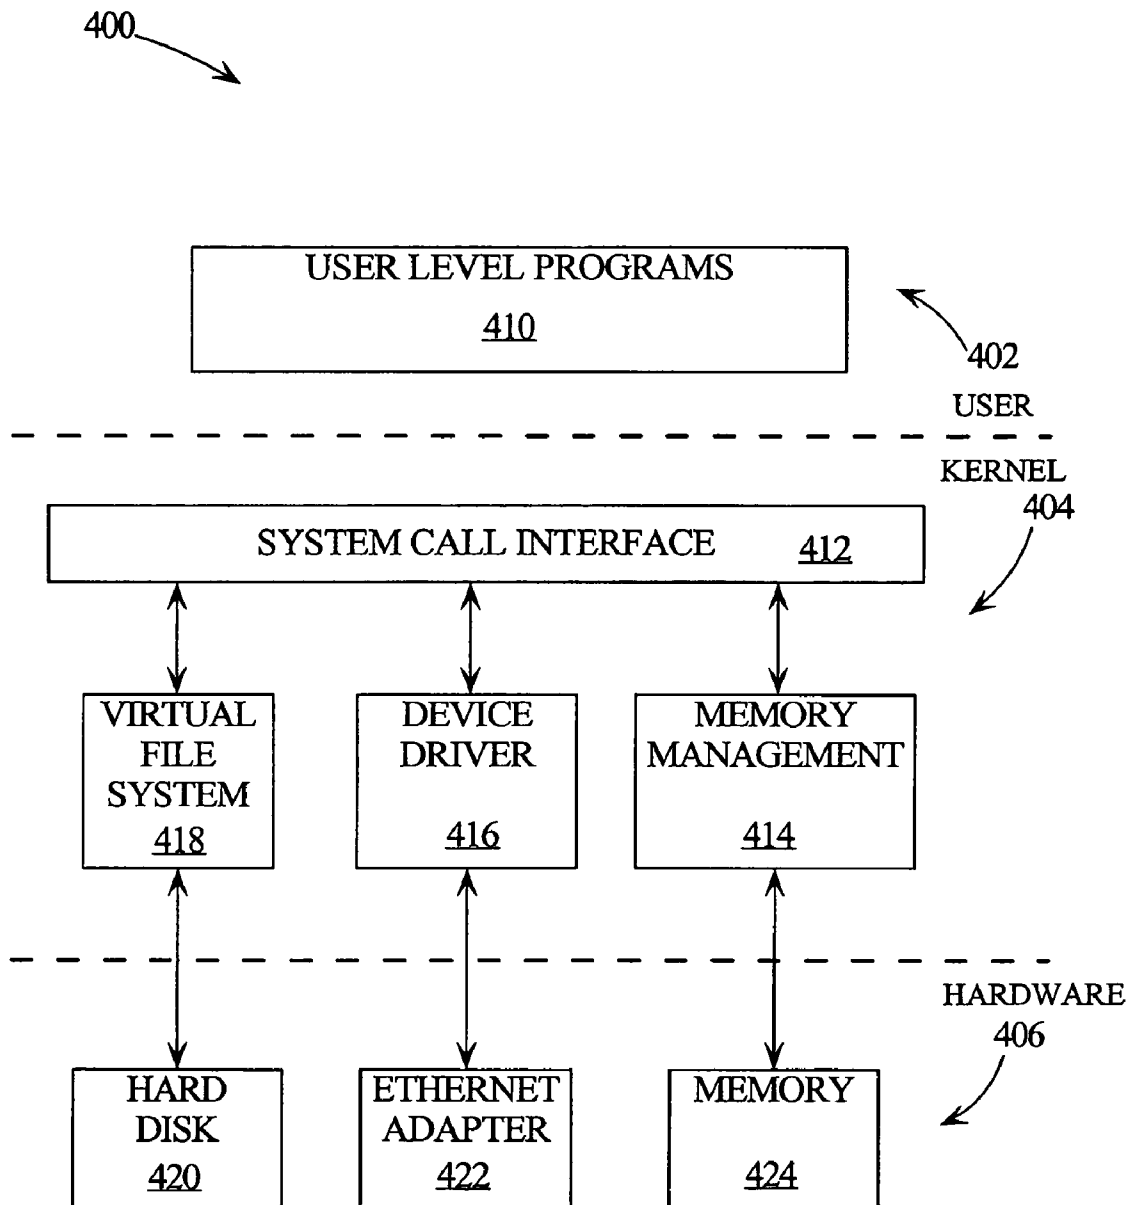 400
USER LEVEL PROGRAMS
410
402
USER
KERNEL
404
SYSTEM CALL INTERFACE 412
VIRTUAL
FILE
SYSTEM
418
DEVICE
DRIVER
416
MEMORY
MANAGEMENT
414
HARDWARE
406
HARD
DISK
420
ETHERNET
ADAPTER
422
MEMORY
424